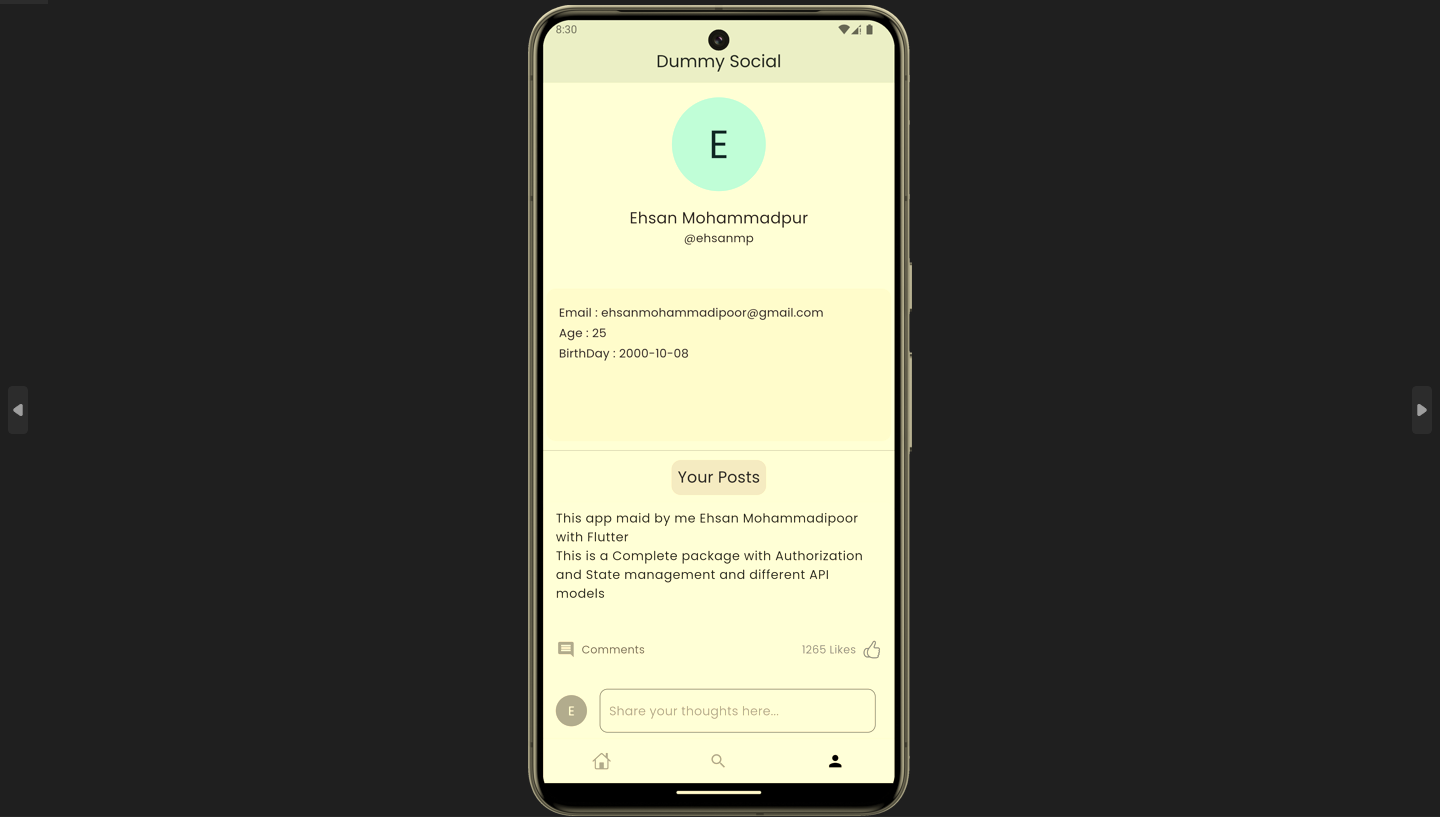 8:30
Dummy Social
E
Ehsan Mohammadpur
@ehsanmp
Email : ehsanmohammadipoor@gmail.com
Age : 25
BirthDay : 2000-10-08
Your Posts
This app maid by me Ehsan Mohammadipoor
with Flutter
This is a Complete package with Authorization
and State management and different API
models
Comments
1265 Likes
E
Share your thoughts here...